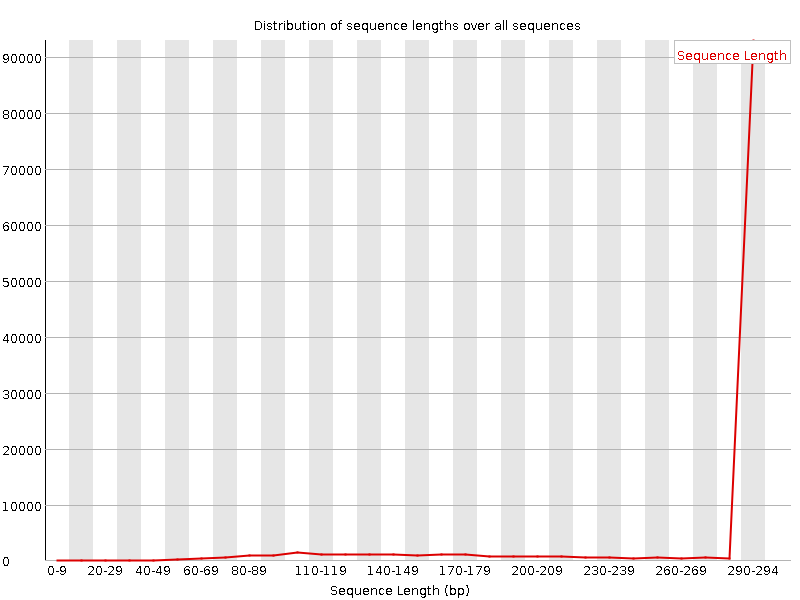 Distribution of sequence lengths over all sequences
Sequence Length
90000
80000
70000
60000
50000
40000
30000
20000
10000
0
0-9 20-29 40-49 60-69 80-89 110-119 140-149 170-179 200-209 230-239 260-269 290-294
Sequence Length (bp)